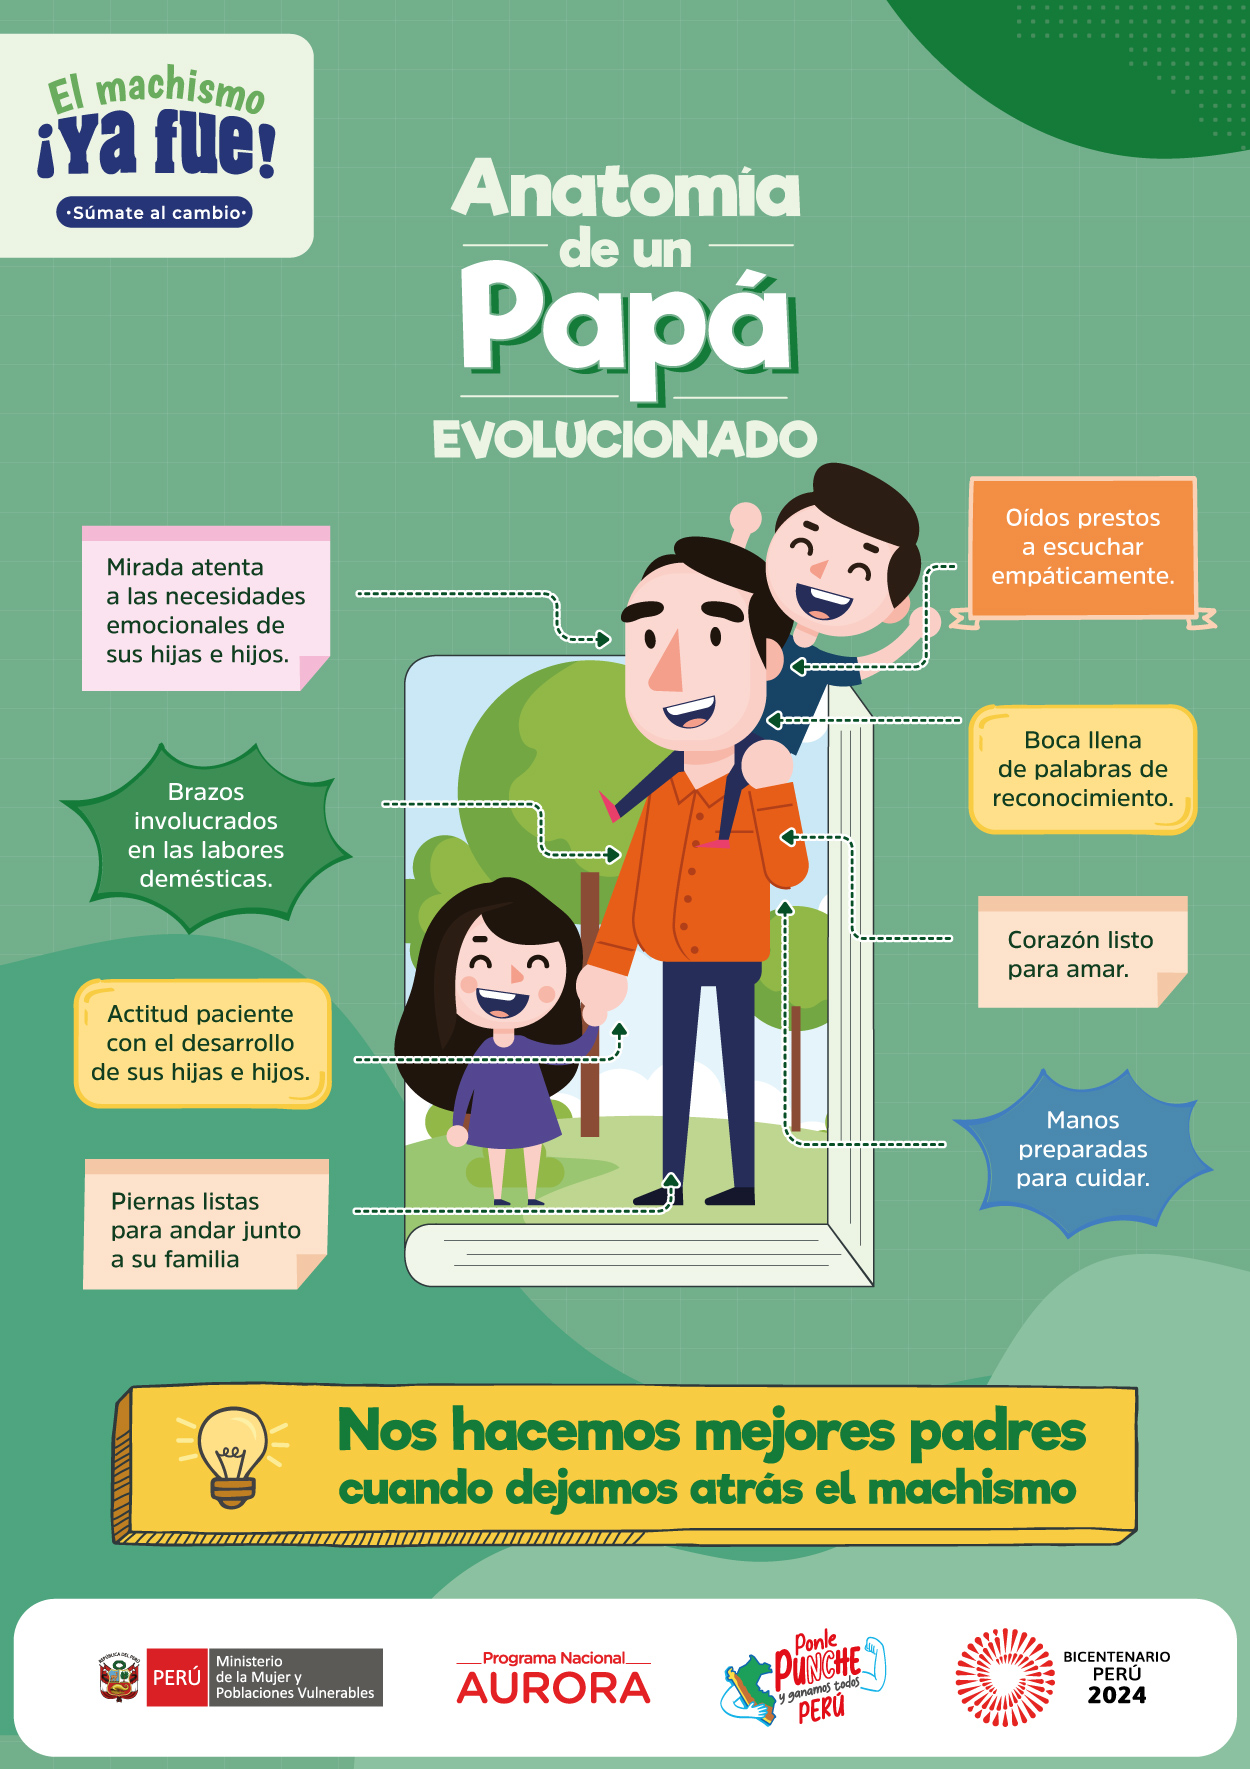 El machismo
¡Ya fue!
•Súmate al cambio•
Anatomía
de un
Papá
EVOLUCIONADO
Mirada atenta
a las necesidades
emocionales de
sus hijas e hijos.
Oídos prestos
a escuchar
empáticamente.
Brazos
involucrados
en las labores
demésticas.
Boca llena
de palabras de
reconocimiento.
Corazón listo
para amar.
Actitud paciente
con el desarrollo
de sus hijas e hijos.
Manos
preparadas
para cuidar.
Piernas listas
para andar junto
a su familia
Nos hacemos mejores padres
cuando dejamos atrás el machismo
REPÚBLICA DEL PERÚ
PERÚ
Ministerio
de la Mujer y
Poblaciones Vulnerables
Programa Nacional
AURORA
Ponle
PUNCHE
y ganamos todos
PERÚ
BICENTENARIO
PERÚ
2024